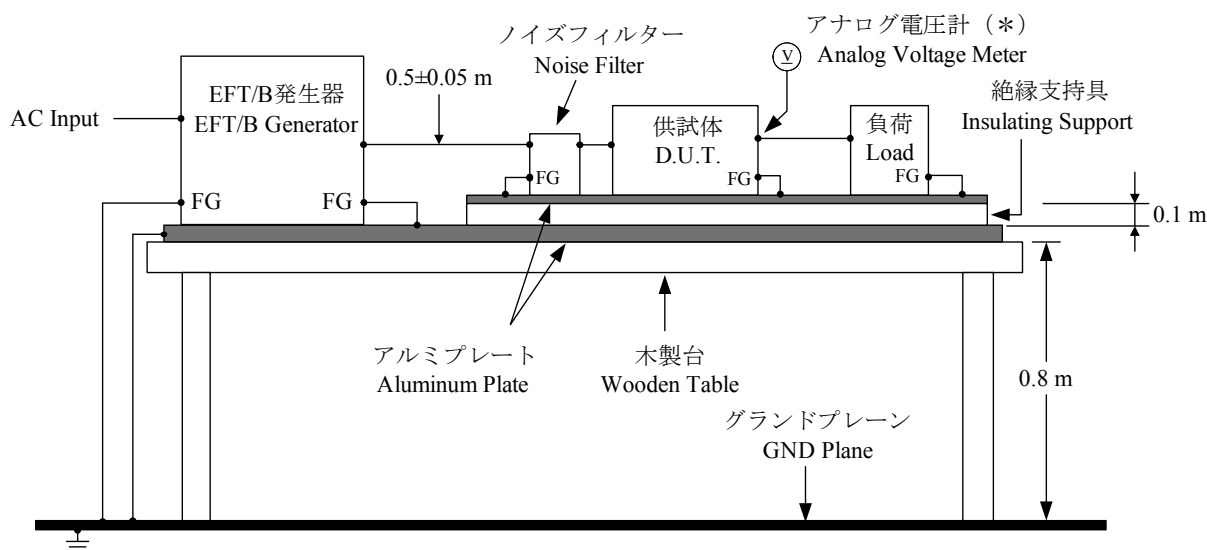 ノイズフィルター
Noise Filter
アナログ電圧計（＊）
Analog Voltage Meter
V
絶縁支持具
Insulating Support
0.5±0.05 m
AC Input
EFT/B発生器
EFT/B Generator
供試体
D.U.T.
負荷
Load
FG
FG
FG
FG
FG
0.1 m
アルミプレート
Aluminum Plate
木製台
Wooden Table
0.8 m
グランドプレーン
GND Plane